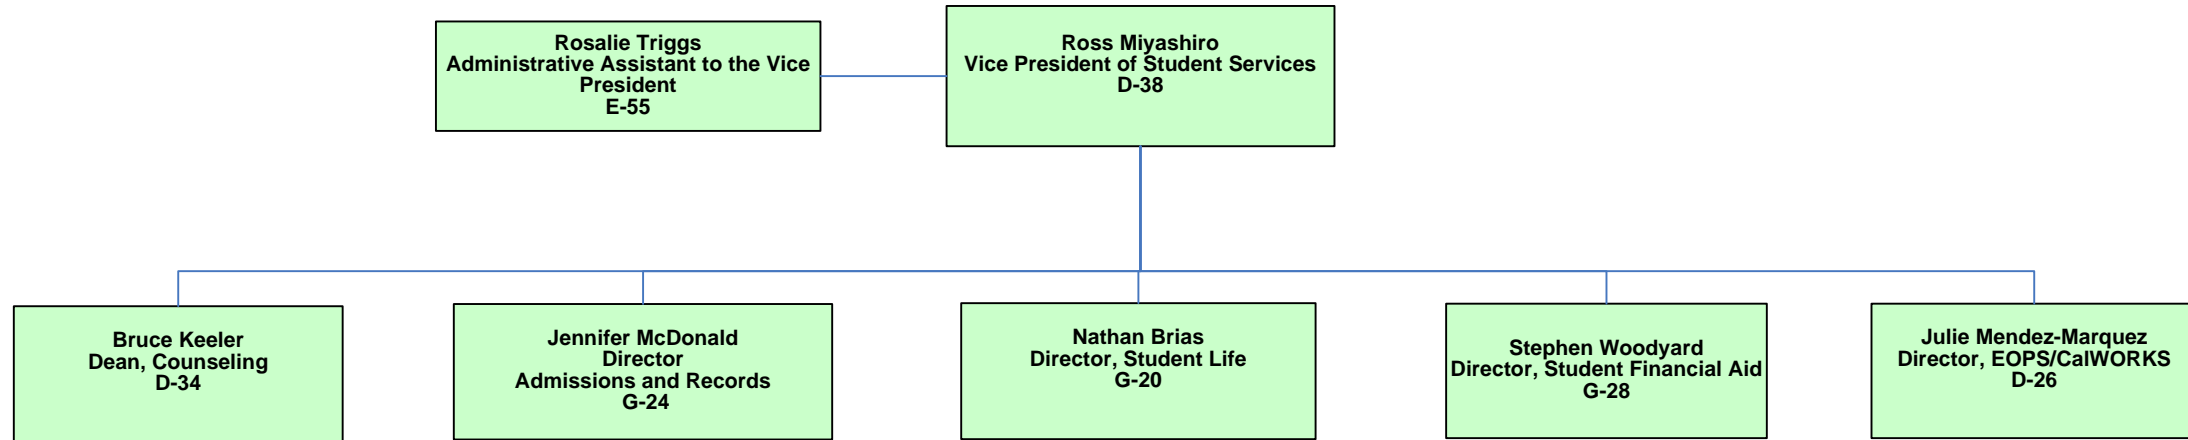 Rosalie Triggs
Administrative Assistant to the Vice
President
E-55
Ross Miyashiro
Vice President of Student Services
D-38
Bruce Keeler
Dean, Counseling
D-34
Jennifer McDonald
Director
Admissions and Records
G-24
Nathan Brias
Director, Student Life
G-20
Stephen Woodyard
Director, Student Financial Aid
G-28
Julie Mendez-Marquez
Director, EOPS/CalWORKS
D-26